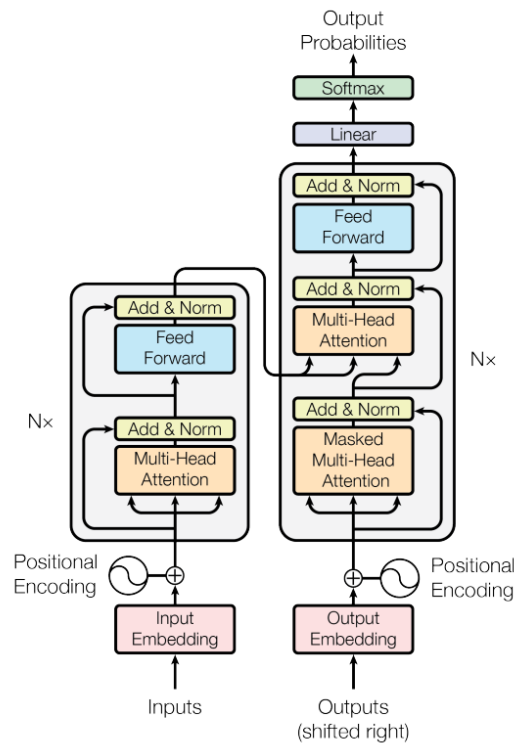 Output
Probabilities
Softmax
Linear
Add & Norm
Feed
Forward
Add & Norm
Multi-Head
Attention
Add & Norm
Masked
Multi-Head
Attention
N×
Add & Norm
Feed
Forward
Add & Norm
Multi-Head
Attention
N×
Positional
Encoding
Positional
Encoding
Input
Embedding
Output
Embedding
Inputs
Outputs
(shifted right)